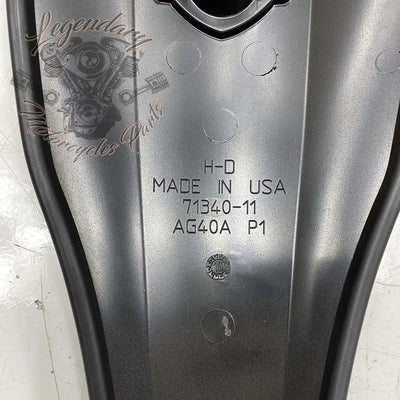 Legendary
Motorcycles Parts
H-D
MADE IN USA
71340-11
AG40A P1